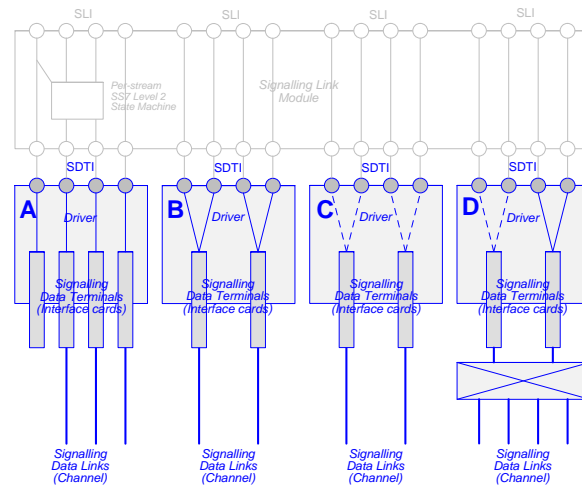 SLI
SLI
SLI
SLI
Per-stream
SS7 Level 2
State Machine
Signalling Link
Module
SDTI
SDTI
SDTI
SDTI
A
Driver
B
Driver
C
Driver
D
Driver
Signalling
Data Terminals
(Interface cards)
Signalling
Data Terminals
(Interface cards)
Signalling
Data Terminals
(Interface cards)
Signalling
Data Terminals
(Interface cards)
Signalling
Data Links
(Channel)
Signalling
Data Links
(Channel)
Signalling
Data Links
(Channel)
Signalling
Data Links
(Channel)